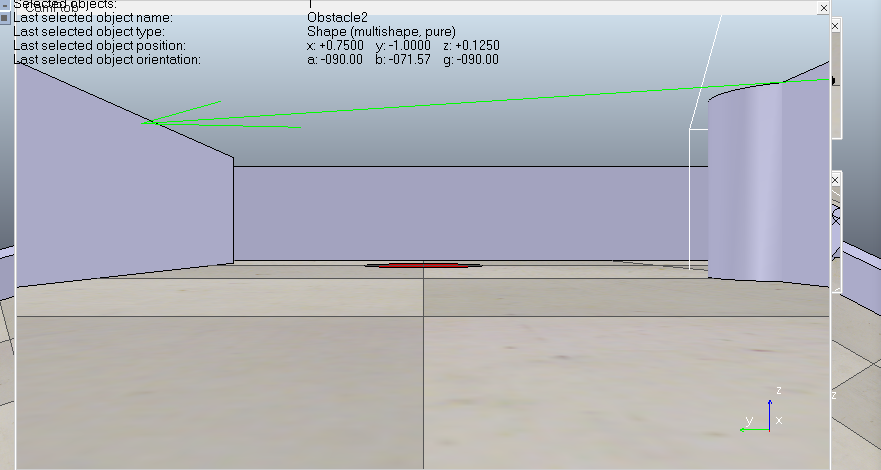 Selected objects: 1
Last selected object name: Obstacle2
Last selected object type: Shape (multishape, pure)
Last selected object position: x: +0.7500 y: -1.0000 z: +0.1250
Last selected object orientation: a: -090.00 b: -071.57 g: -090.00
z
y x
z